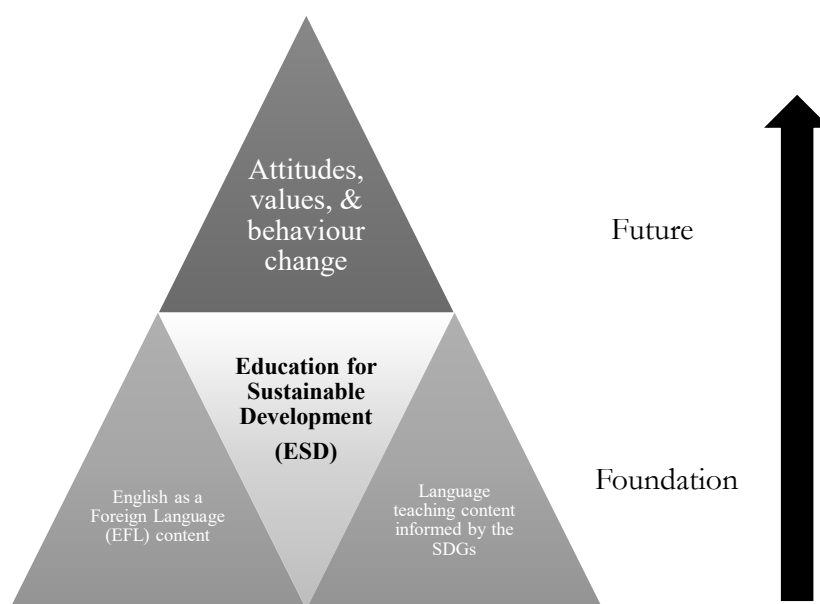 Attitudes,
values, &
behaviour
change
Future
Education for
Sustainable
Development
(ESD)
English as a
Foreign Language
(EFL) content
Language
teaching content
informed by the
SDGs
Foundation